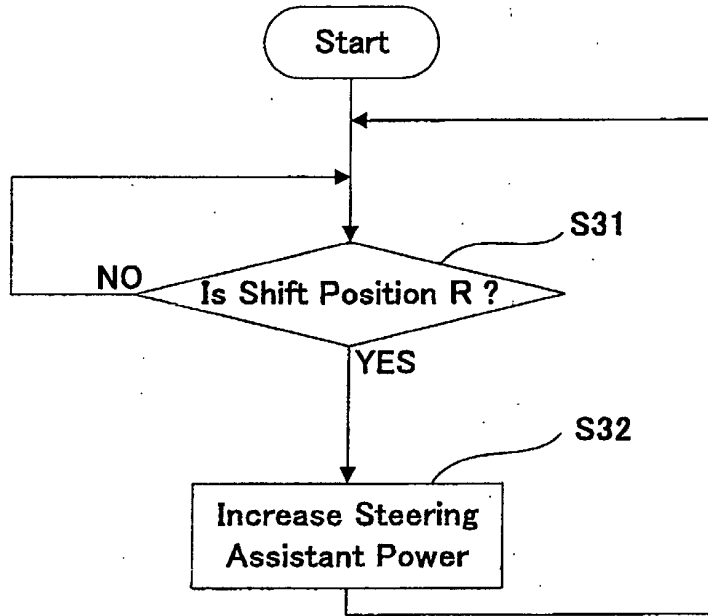 Start
S31
NO
Is Shift Position R ?
YES
S32
Increase Steering
Assistant Power